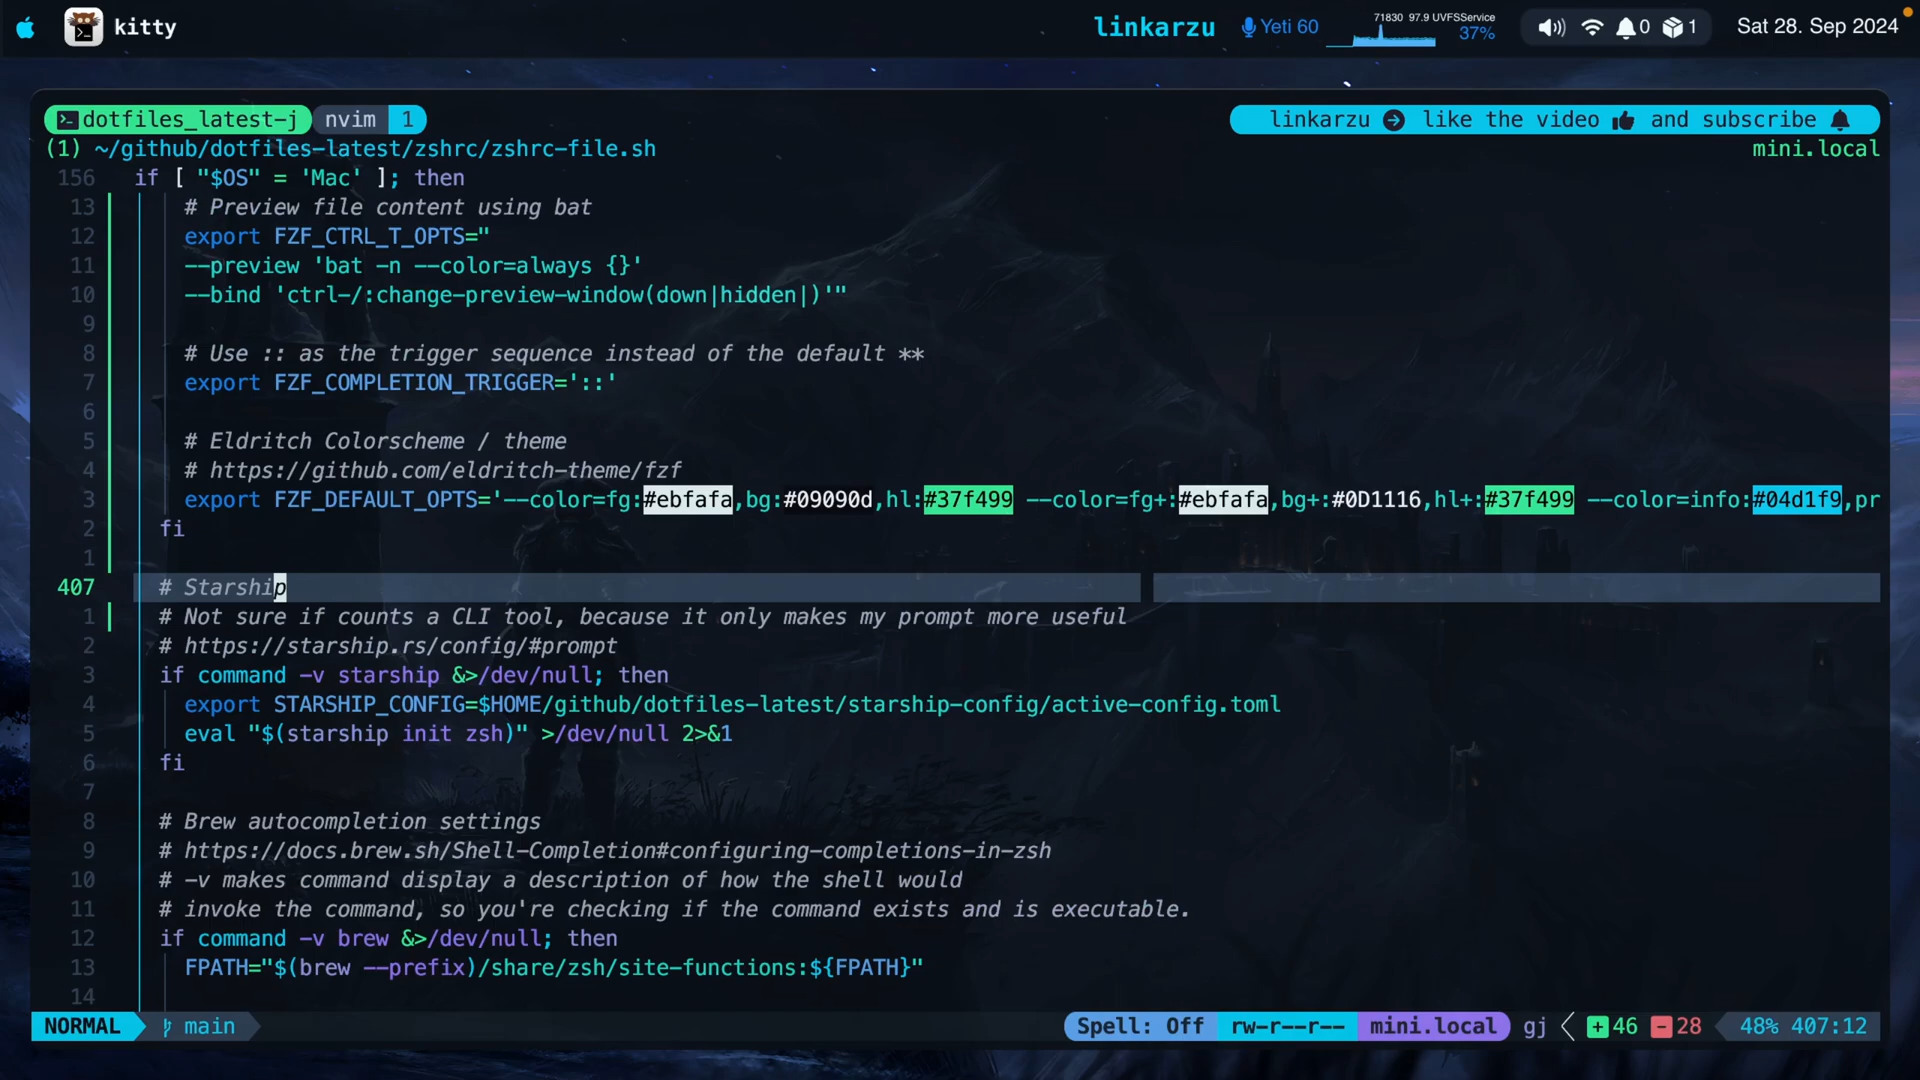 kitty
linkarzu Yeti 60 71830 97.9 UVFSService 37% 0 1 Sat 28. Sep 2024
dotfiles_latest-j nvim 1 linkarzu like the video and subscribe
(1) ~/github/dotfiles-latest/zshrc/zshrc-file.sh mini.local
156 if [ "$OS" = 'Mac' ]; then
13 # Preview file content using bat
12 export FZF_CTRL_T_OPTS="
11 --preview 'bat -n --color=always {}'
10 --bind 'ctrl-/:change-preview-window(down|hidden|)'"
9
8 # Use :: as the trigger sequence instead of the default **
7 export FZF_COMPLETION_TRIGGER='::'
6
5 # Eldritch Colorscheme / theme
4 # https://github.com/eldritch-theme/fzf
3 export FZF_DEFAULT_OPTS='--color=fg:#ebfafa,bg:#09090d,hl:#37f499 --color=fg+:#ebfafa,bg+:#0D1116,hl+:#37f499 --color=info:#04d1f9,pr
2 fi
1
407 # Starship
1 # Not sure if counts a CLI tool, because it only makes my prompt more useful
2 # https://starship.rs/config/#prompt
3 if command -v starship &>/dev/null; then
4 export STARSHIP_CONFIG=$HOME/github/dotfiles-latest/starship-config/active-config.toml
5 eval "$(starship init zsh)" >/dev/null 2>&1
6 fi
7
8 # Brew autocompletion settings
9 # https://docs.brew.sh/Shell-Completion#configuring-completions-in-zsh
10 # -v makes command display a description of how the shell would
11 # invoke the command, so you're checking if the command exists and is executable.
12 if command -v brew &>/dev/null; then
13 FPATH="$(brew --prefix)/share/zsh/site-functions:${FPATH}"
14
NORMAL main Spell: Off rw-r--r-- mini.local gj + 46 - 28 48% 407:12